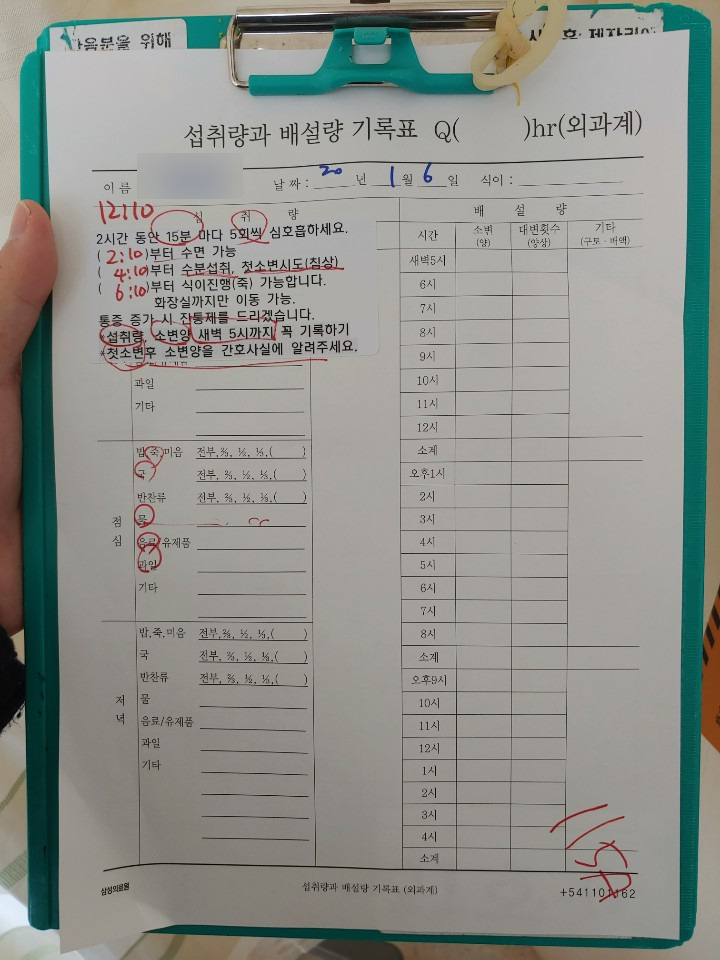 마음분을 위해
섭취량과 배설량 기록표 Q( )hr(외과계)
이 름 날 짜 : 20 년 1 월 6 일 식이 :
12110
섭 취 량
배 설 량
2시간 동안 15분 마다 5회씩 심호흡하세요.
( 2:10 )부터 수면 가능
( 4:10 )부터 수분섭취, 첫소변시도(침상)
( 6:10 )부터 식이진행(죽) 가능합니다.
화장실까지만 이동 가능.
통증 증가 시 진통제를 드리겠습니다.
*섭취량, 소변양 새벽 5시까지 꼭 기록하기
*첫소변후 소변양을 간호사실에 알려주세요.
과일
기타
점심
밥,죽,미음 전부,⅔, ½, ⅓,( )
국 전부, ⅔, ½, ⅓,( )
반찬류 전부, ⅔, ½, ⅓,( )
물
음료/유제품
과일
기타
저녁
밥,죽,미음 전부,⅔, ½, ⅓,( )
국 전부, ⅔, ½, ⅓,( )
반찬류 전부, ⅔, ½, ⅓,( )
물
음료/유제품
과일
기타
시간 소변(양) 대변횟수(양상) 기타(구토·배액)
새벽5시
6시
7시
8시
9시
10시
11시
12시
소계
오후1시
2시
3시
4시
5시
6시
7시
8시
소계
오후9시
10시
11시
12시
1시
2시
3시
4시
소계
삼성의료원
섭취량과 배설량 기록표 (외과계)
+541101162